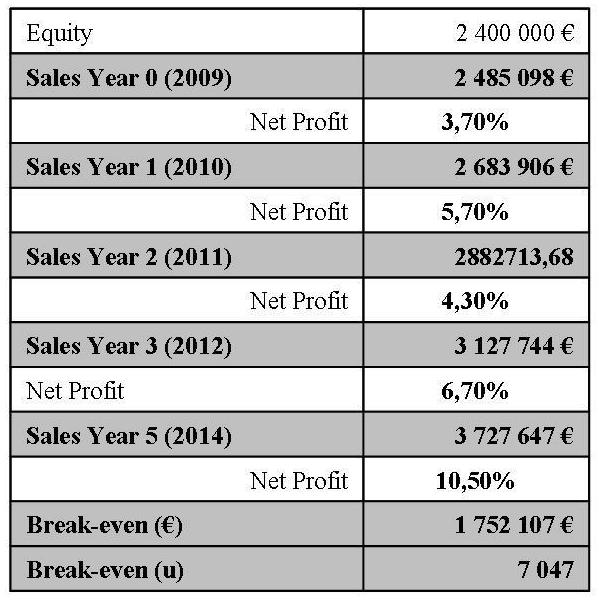 Equity 2 400 000 €
Sales Year 0 (2009) 2 485 098 €
Net Profit 3,70%
Sales Year 1 (2010) 2 683 906 €
Net Profit 5,70%
Sales Year 2 (2011) 2882713,68
Net Profit 4,30%
Sales Year 3 (2012) 3 127 744 €
Net Profit 6,70%
Sales Year 5 (2014) 3 727 647 €
Net Profit 10,50%
Break-even (€) 1 752 107 €
Break-even (u) 7 047